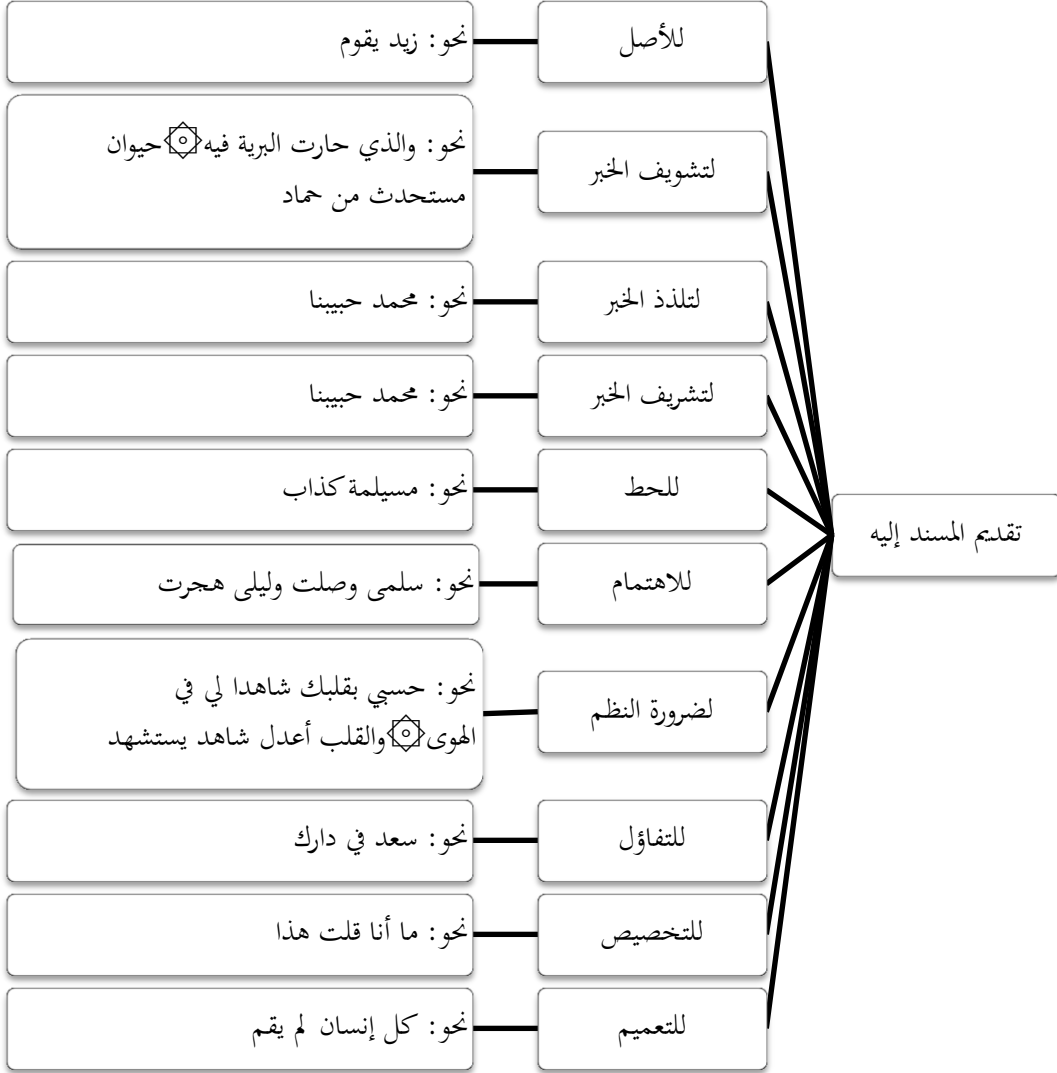 تقديم المسند إليه
للأصل
نحو: زيد يقوم
لتشويف الخبر
نحو: والذي حارت البرية فيه۞حيوان
مستحدث من حماد
لتلذذ الخبر
نحو: محمد حبيبنا
لتشريف الخبر
نحو: محمد حبيبنا
للحط
نحو: مسيلمة كذاب
للاهتمام
نحو: سلمى وصلت وليلى هجرت
لضرورة النظم
نحو: حسبي بقلبك شاهدا لي في
الهوى۞والقلب أعدل شاهد يستشهد
للتفاؤل
نحو: سعد في دارك
للتخصيص
نحو: ما أنا قلت هذا
للتعميم
نحو: كل إنسان لم يقم